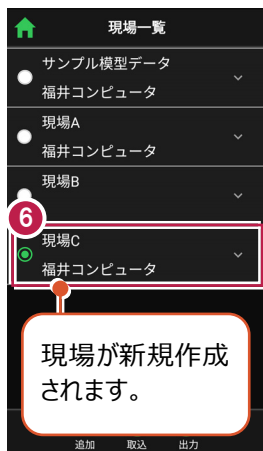 現場一覧
サンプル模型データ
福井コンピュータ
現場A
福井コンピュータ
現場B
6
現場C
福井コンピュータ
現場が新規作成
されます。
追加 取込 出力